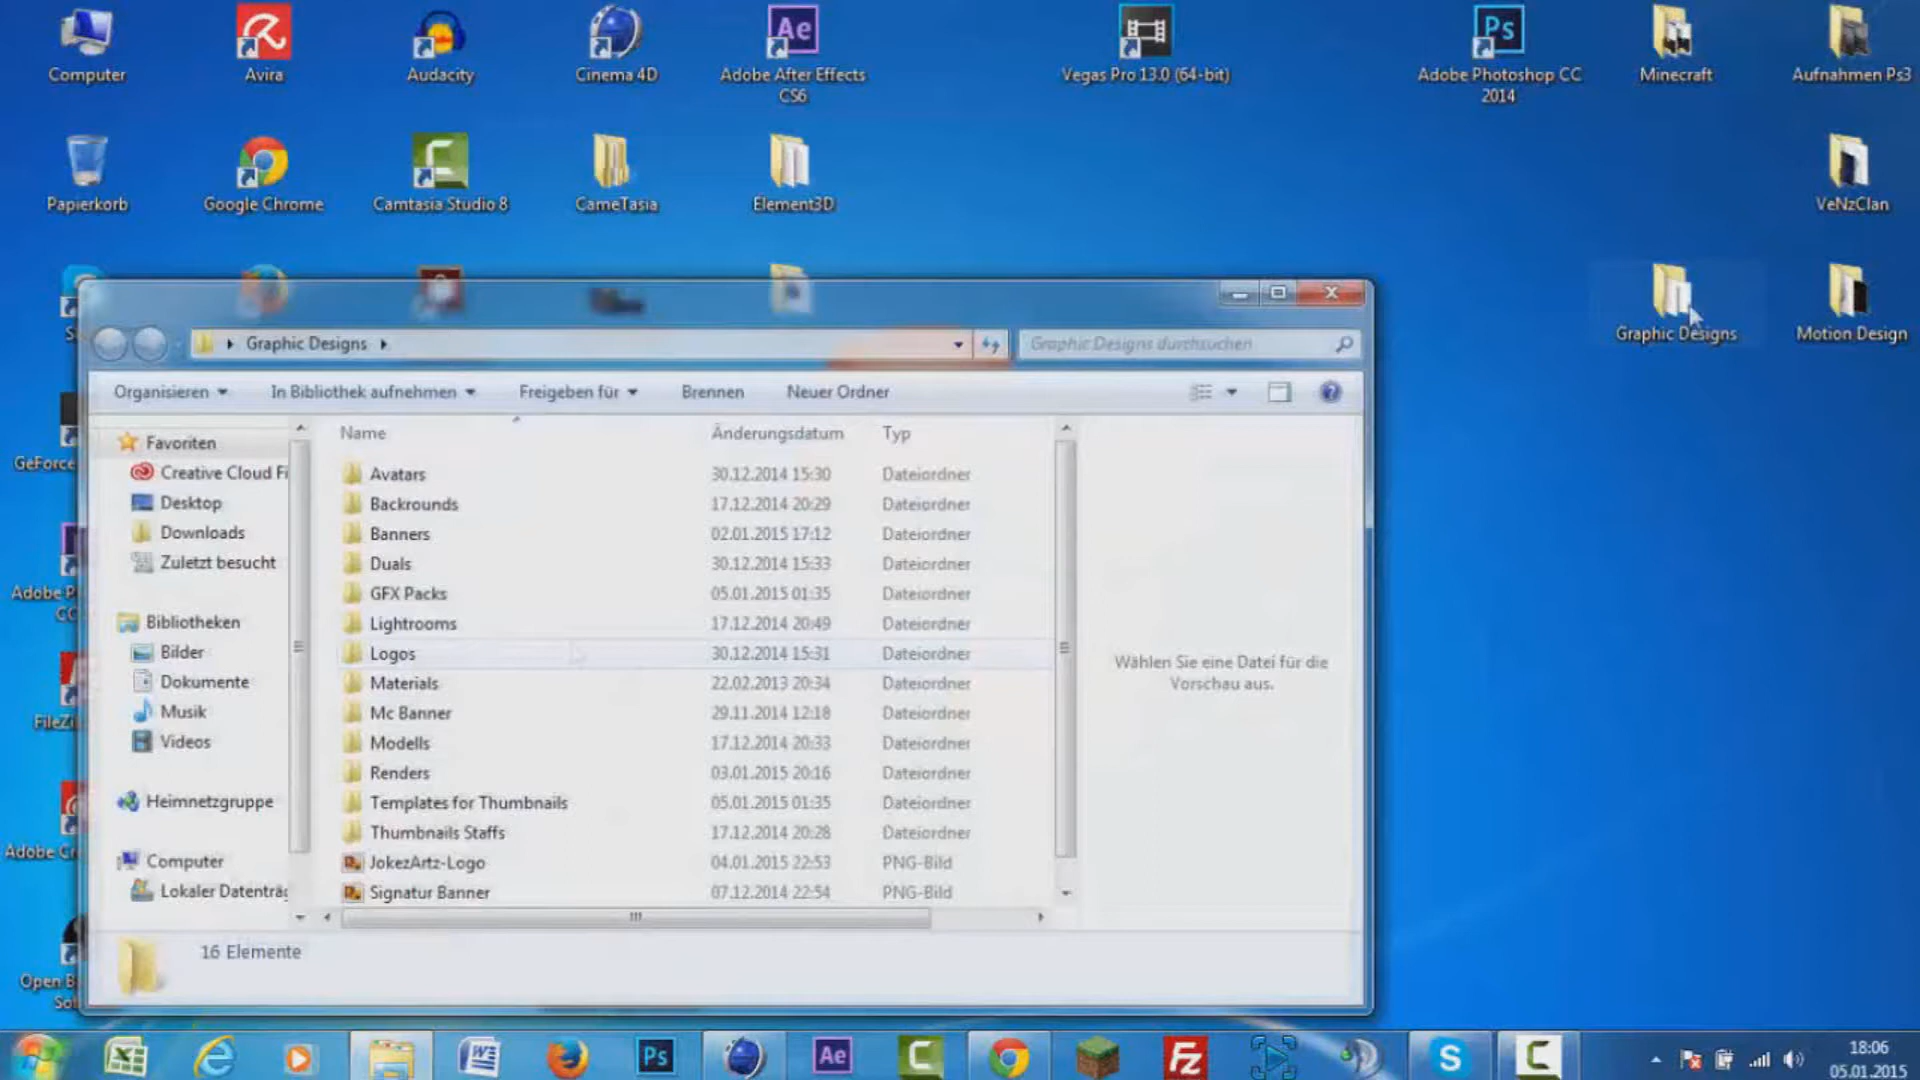 Computer
Avira
Audacity
Cinema 4D
Adobe After Effects
CS6
Vegas Pro 13.0 (64-bit)
Adobe Photoshop CC
2014
Minecraft
Aufnahmen Ps3
Papierkorb
Google Chrome
Camtasia Studio 8
CameTasia
Element3D
VeNzClan
Graphic Designs
Motion Design
Graphic Designs
Graphic Designs durchsuchen
Organisieren
In Bibliothek aufnehmen
Freigeben für
Brennen
Neuer Ordner
Name Änderungsdatum Typ
Favoriten
Creative Cloud Fi
Desktop
Downloads
Zuletzt besucht
Bibliotheken
Bilder
Dokumente
Musik
Videos
Heimnetzgruppe
Computer
Lokaler Datenträg
Avatars 30.12.2014 15:30 Dateiordner
Backrounds 17.12.2014 20:29 Dateiordner
Banners 02.01.2015 17:12 Dateiordner
Duals 30.12.2014 15:33 Dateiordner
GFX Packs 05.01.2015 01:35 Dateiordner
Lightrooms 17.12.2014 20:49 Dateiordner
Logos 30.12.2014 15:31 Dateiordner
Materials 22.02.2013 20:34 Dateiordner
Mc Banner 29.11.2014 12:18 Dateiordner
Modells 17.12.2014 20:33 Dateiordner
Renders 03.01.2015 20:16 Dateiordner
Templates for Thumbnails 05.01.2015 01:35 Dateiordner
Thumbnails Staffs 17.12.2014 20:28 Dateiordner
JokezArtz-Logo 04.01.2015 22:53 PNG-Bild
Signatur Banner 07.12.2014 22:54 PNG-Bild
Wählen Sie eine Datei für die
Vorschau aus.
16 Elemente
GeForce
Adobe P
CC
FileZi
Adobe Cr
Open B
Sof
Ae
Ps
Ps
Ae
18:06
05.01.2015